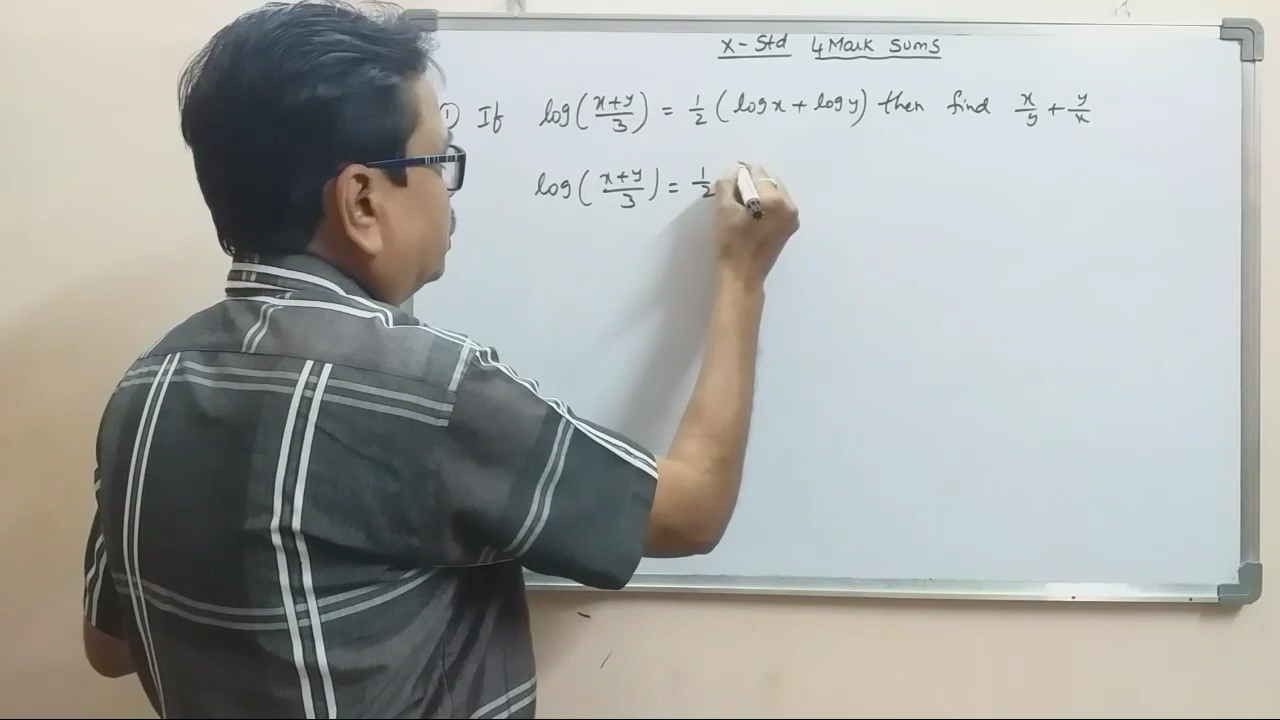 X-Std 4 Mark Sums
1) If log((x+y)/3) = 1/2 (log x + log y) then find x/y + y/x
log((x+y)/3) = 1/2